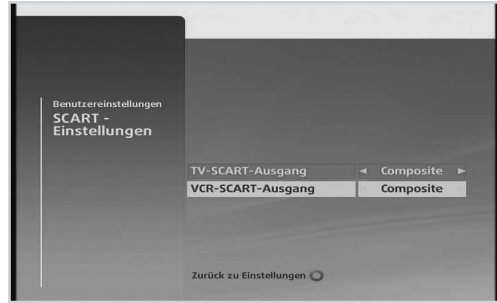 Benutzereinstellungen
SCART -
Einstellungen
TV-SCART-Ausgang ◄ Composite ►
VCR-SCART-Ausgang Composite
Zurück zu Einstellungen